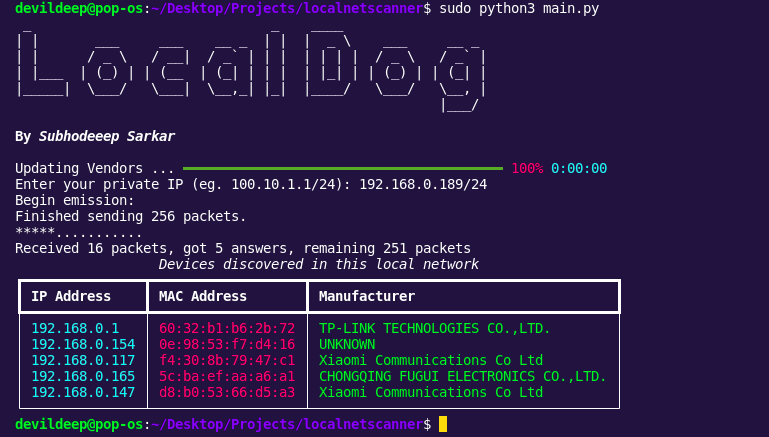 devildeep@pop-os:~/Desktop/Projects/localnetscanner$ sudo python3 main.py
LocalDog
By Subhodeeep Sarkar
Updating Vendors ... 100% 0:00:00
Enter your private IP (eg. 100.10.1.1/24): 192.168.0.189/24
Begin emission:
Finished sending 256 packets.
*****...........
Received 16 packets, got 5 answers, remaining 251 packets
Devices discovered in this local network
IP Address MAC Address Manufacturer
192.168.0.1 60:32:b1:b6:2b:72 TP-LINK TECHNOLOGIES CO.,LTD.
192.168.0.154 0e:98:53:f7:d4:16 UNKNOWN
192.168.0.117 f4:30:8b:79:47:c1 Xiaomi Communications Co Ltd
192.168.0.165 5c:ba:ef:aa:a6:a1 CHONGQING FUGUI ELECTRONICS CO.,LTD.
192.168.0.147 d8:b0:53:66:d5:a3 Xiaomi Communications Co Ltd
devildeep@pop-os:~/Desktop/Projects/localnetscanner$